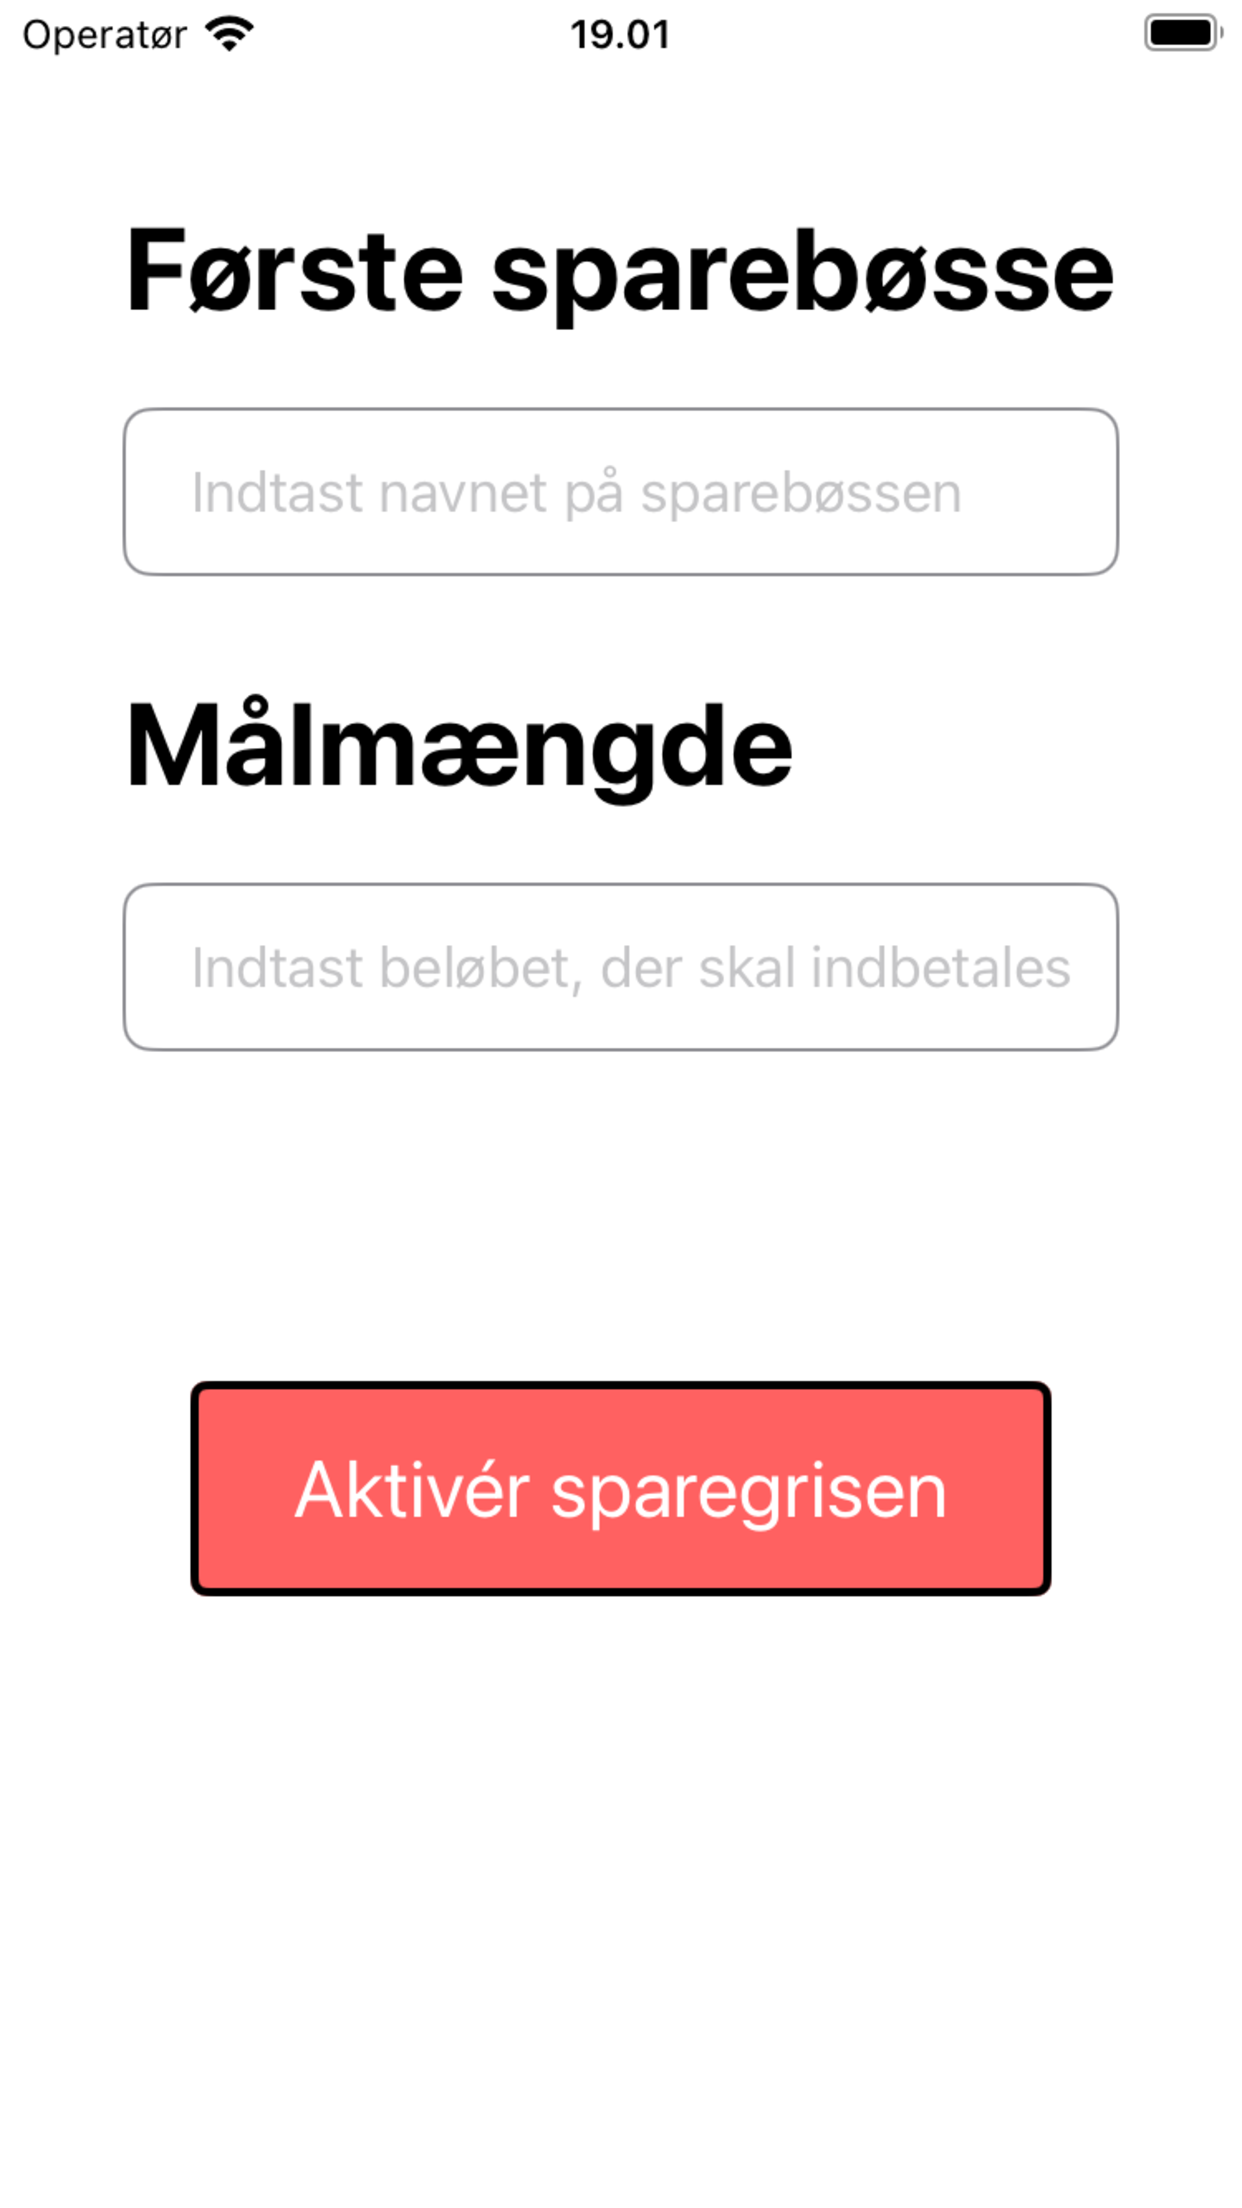 Operatør 19.01
Første sparebøsse
Indtast navnet på sparebøssen
Målmængde
Indtast beløbet, der skal indbetales
Aktivér sparegrisen